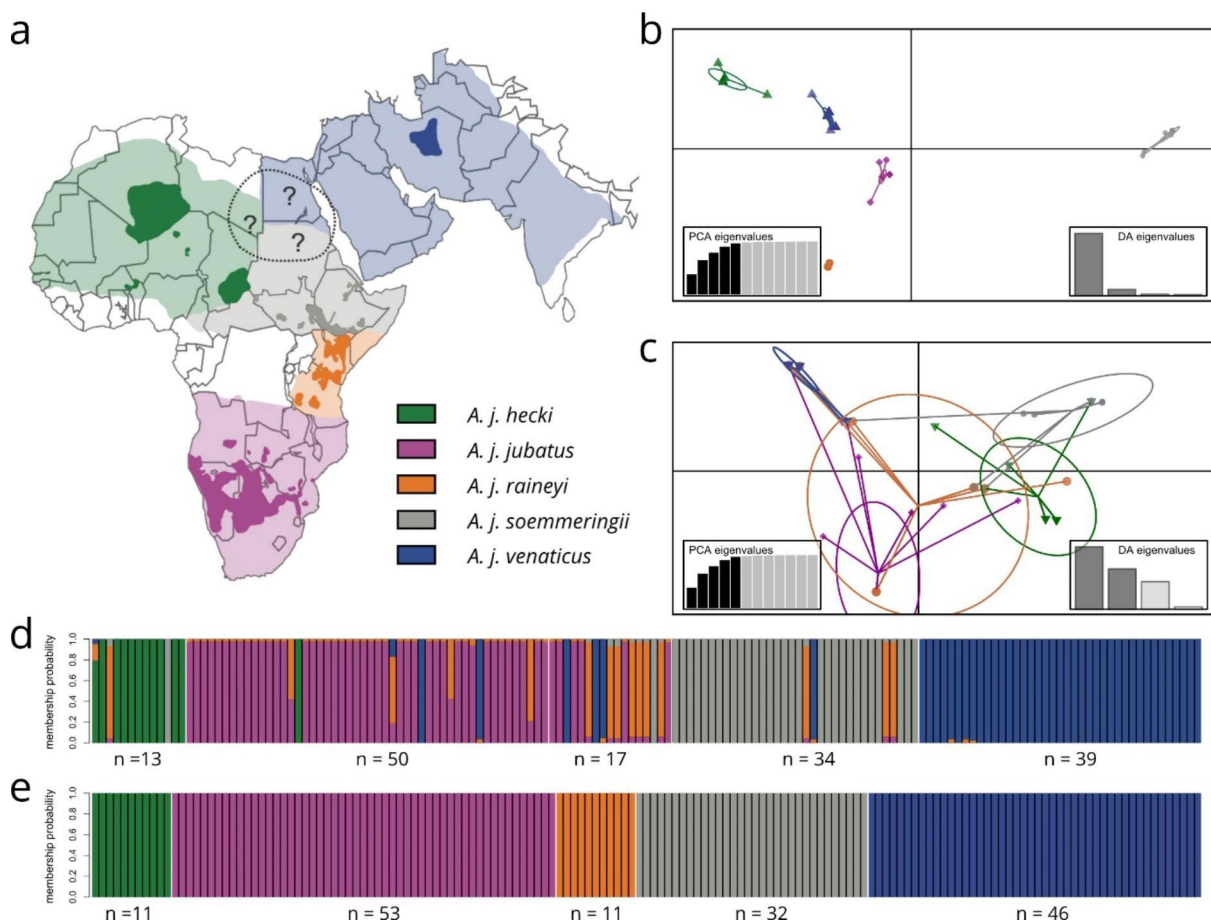 a
b
?
?
?
PCA eigenvalues
DA eigenvalues
c
A. j. hecki
A. j. jubatus
A. j. raineyi
A. j. soemmeringii
A. j. venaticus
PCA eigenvalues
DA eigenvalues
d
membership probability
1.0
0.8
0.6
0.4
0.2
0.0
n =13
n = 50
n = 17
n = 34
n = 39
e
membership probability
1.0
0.8
0.6
0.4
0.2
0.0
n =11
n = 53
n = 11
n = 32
n = 46